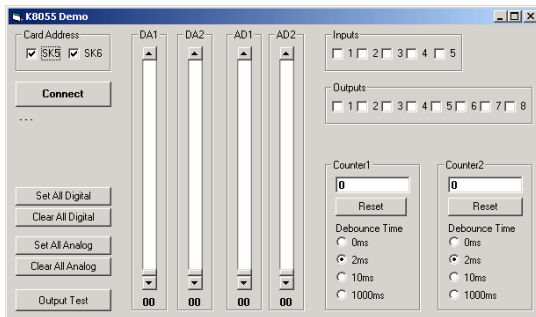 K8055 Demo
Card Address
SK5 SK6
Connect
...
Set All Digital
Clear All Digital
Set All Analog
Clear All Analog
Output Test
DA1 DA2 AD1 AD2
00 00 00 00
Inputs
1 2 3 4 5
Outputs
1 2 3 4 5 6 7 8
Counter1
0
Reset
Debounce Time
0ms
2ms
10ms
1000ms
Counter2
0
Reset
Debounce Time
0ms
2ms
10ms
1000ms